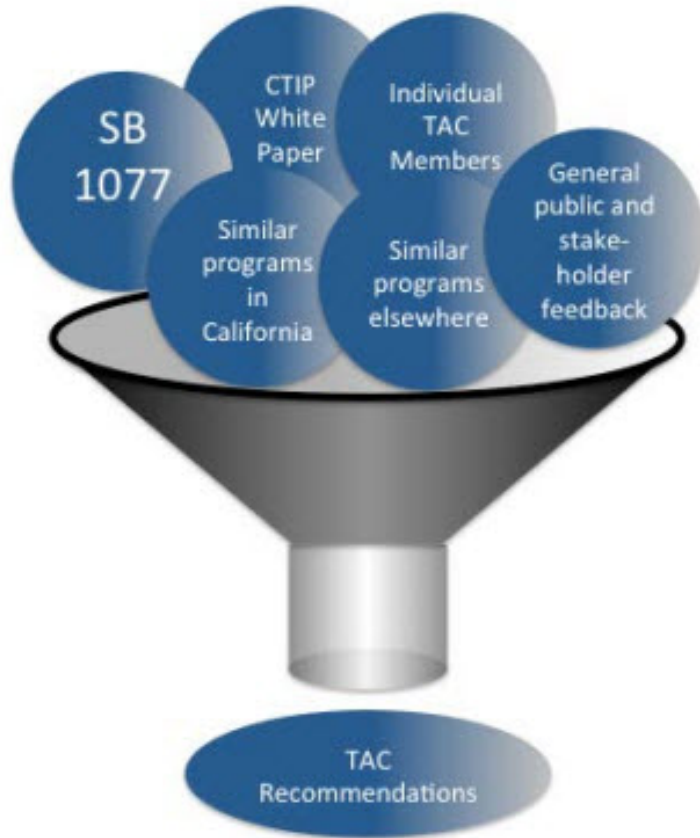 SB
1077
CTIP
White
Paper
Individual
TAC
Members
General
public and
stake-
holder
feedback
Similar
programs
in
California
Similar
programs
elsewhere
TAC
Recommendations